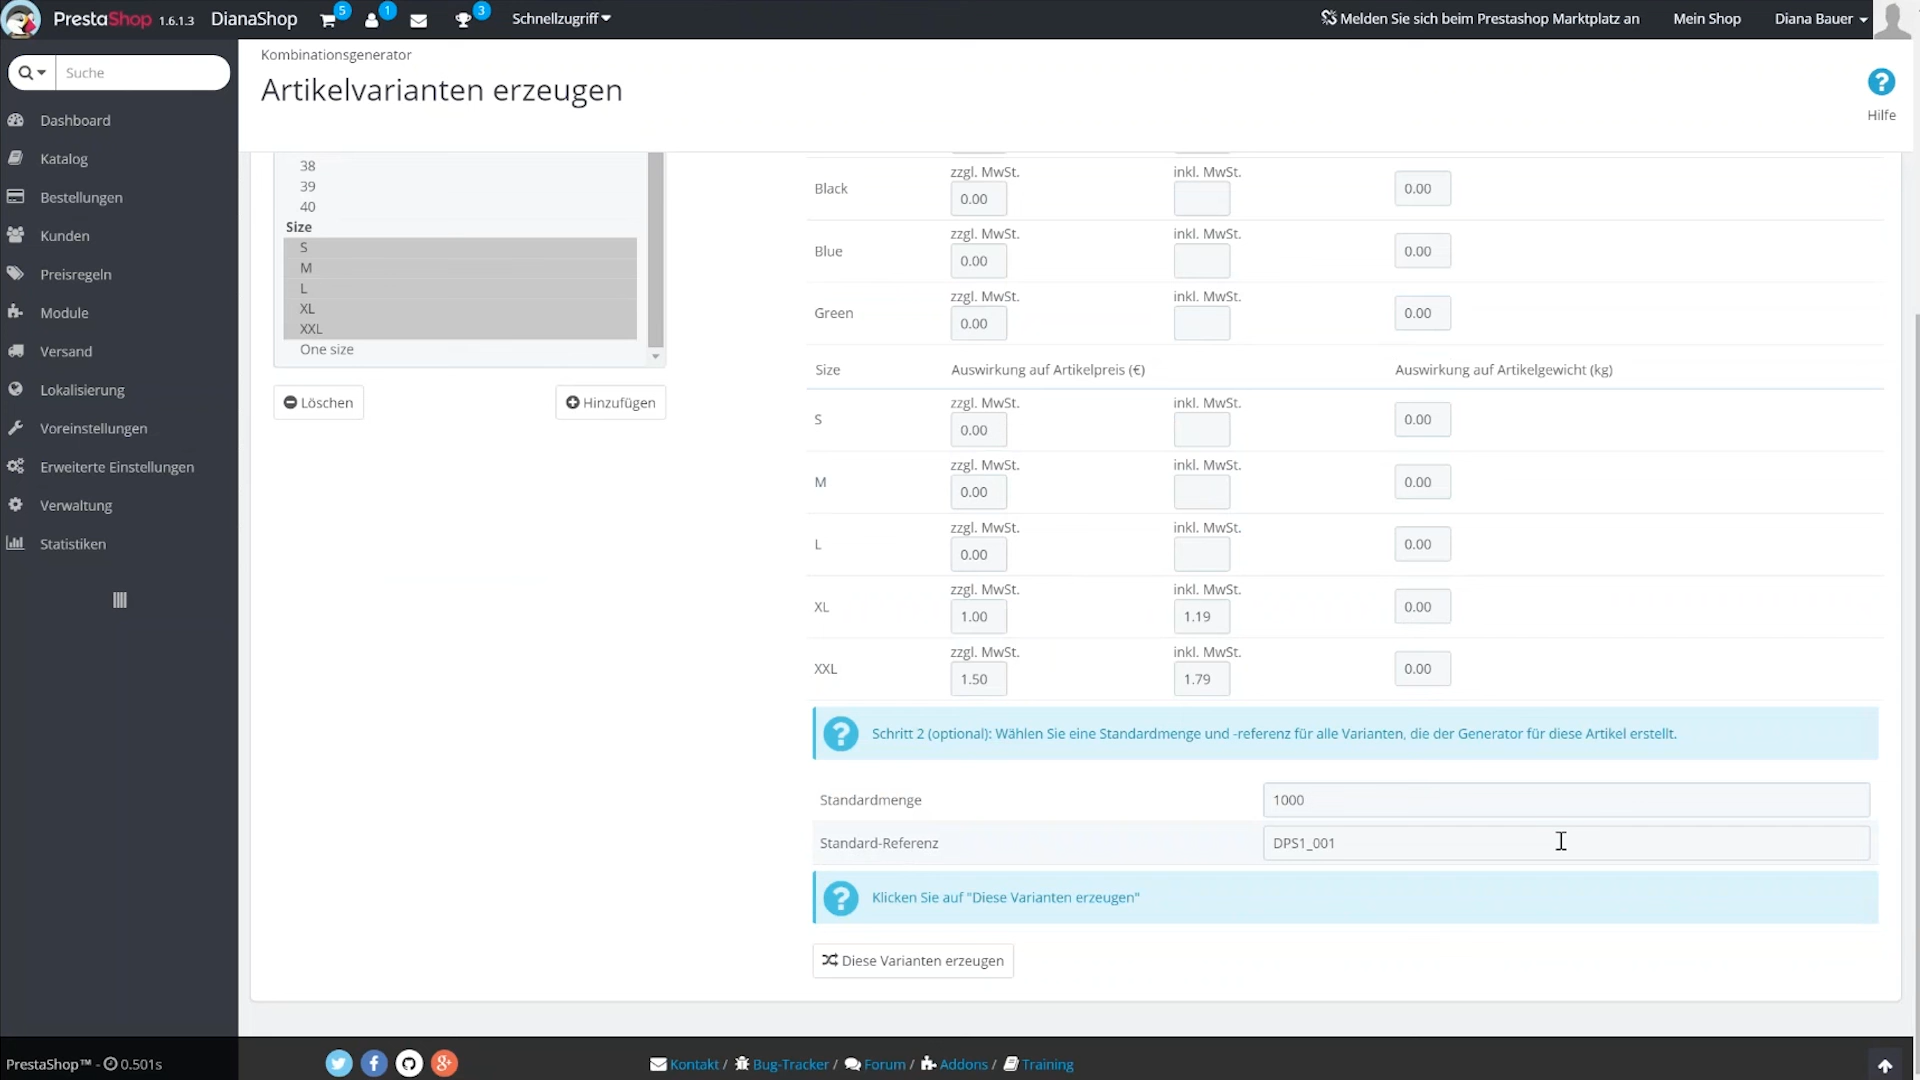 PrestaShop 1.6.1.3 DianaShop 5 1 3 Schnellzugriff Melden Sie sich beim Prestashop Marktplatz an Mein Shop Diana Bauer
Suche
Dashboard
Katalog
Bestellungen
Kunden
Preisregeln
Module
Versand
Lokalisierung
Voreinstellungen
Erweiterte Einstellungen
Verwaltung
Statistiken
Kombinationsgenerator
Artikelvarianten erzeugen
? Hilfe
38
39
40
Size
S
M
L
XL
XXL
One size
Löschen Hinzufügen
zzgl. MwSt. inkl. MwSt.
Black 0.00 0.00
zzgl. MwSt. inkl. MwSt.
Blue 0.00 0.00
zzgl. MwSt. inkl. MwSt.
Green 0.00 0.00
Size Auswirkung auf Artikelpreis (€) Auswirkung auf Artikelgewicht (kg)
zzgl. MwSt. inkl. MwSt.
S 0.00 0.00
zzgl. MwSt. inkl. MwSt.
M 0.00 0.00
zzgl. MwSt. inkl. MwSt.
L 0.00 0.00
zzgl. MwSt. inkl. MwSt.
XL 1.00 1.19 0.00
zzgl. MwSt. inkl. MwSt.
XXL 1.50 1.79 0.00
? Schritt 2 (optional): Wählen Sie eine Standardmenge und -referenz für alle Varianten, die der Generator für diese Artikel erstellt.
Standardmenge 1000
Standard-Referenz DPS1_001
? Klicken Sie auf "Diese Varianten erzeugen"
Diese Varianten erzeugen
PrestaShop™ - 0.501s Kontakt / Bug-Tracker / Forum / Addons / Training